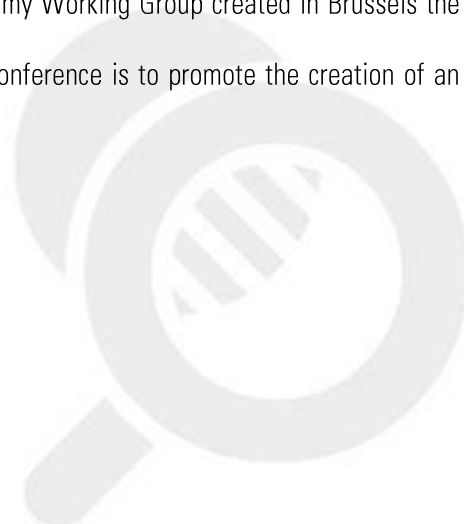 my Working Group created in Brussels the
onference is to promote the creation of an